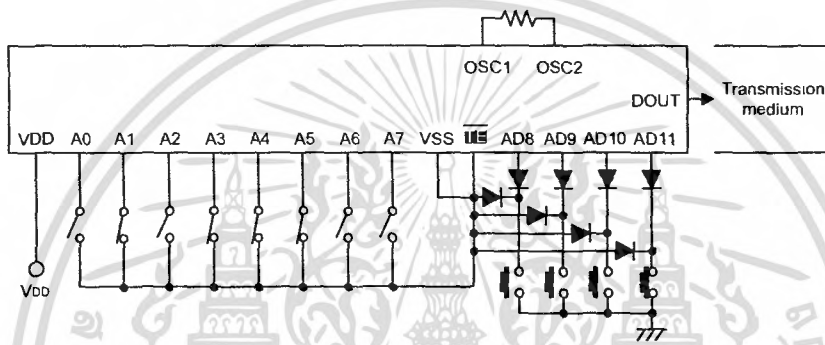 OSC1 OSC2
DOUT
Transmission
medium
VDD A0 A1 A2 A3 A4 A5 A6 A7 VSS TE AD8 AD9 AD10 AD11
VDD